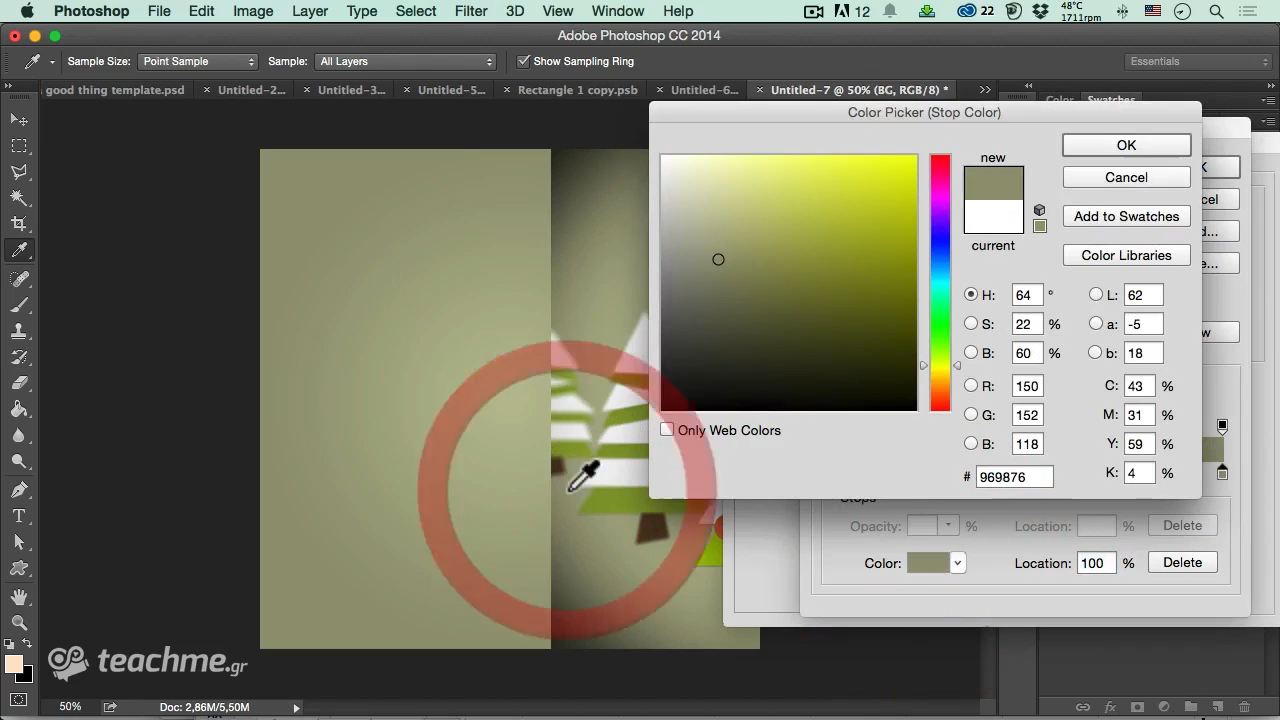 Photoshop File Edit Image Layer Type Select Filter 3D View Window Help 12 22 48°C 1711rpm
Adobe Photoshop CC 2014
Sample Size: Point Sample Sample: All Layers Show Sampling Ring Essentials
good thing template.psd Untitled-2... Untitled-3... Untitled-5... Rectangle 1 copy.psd Untitled-6... Untitled-7 @ 50% (BG, RGB/8) *
Color Swatches
Color Picker (Stop Color)
OK
new
Cancel
Add to Swatches
current
Color Libraries
H: 64 ° L: 62
S: 22 % a: -5
B: 60 % b: 18
R: 150 C: 43 %
G: 152 M: 31 %
B: 118 Y: 59 %
# 969876 K: 4 %
Only Web Colors
Stops
Opacity: % Location: % Delete
Color: Location: 100 % Delete
teachme.gr
50% Doc: 2,86M/5,50M